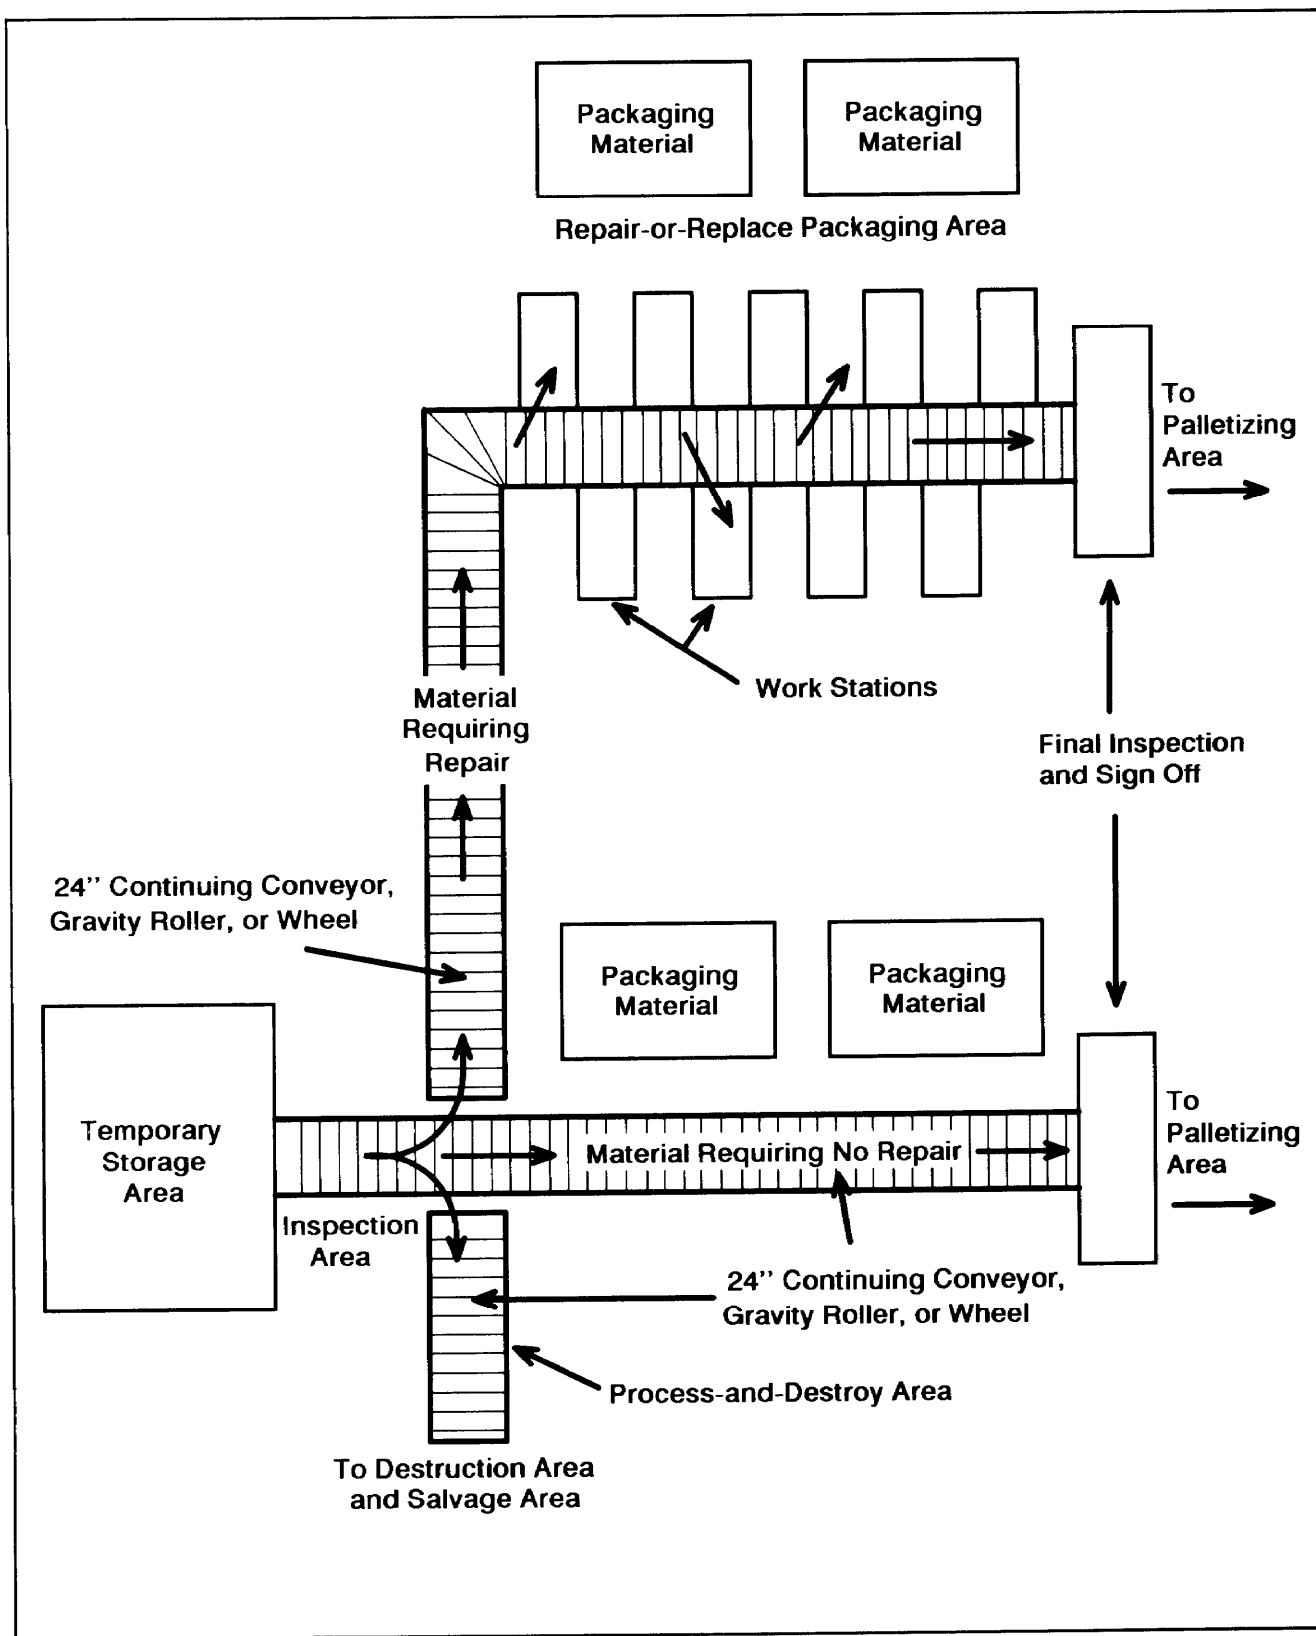 Packaging
Material
Packaging
Material
Repair-or-Replace Packaging Area
To
Palletizing
Area
Work Stations
Material
Requiring
Repair
Final Inspection
and Sign Off
24'' Continuing Conveyor,
Gravity Roller, or Wheel
Packaging
Material
Packaging
Material
Temporary
Storage
Area
Material Requiring No Repair
To
Palletizing
Area
Inspection
Area
24'' Continuing Conveyor,
Gravity Roller, or Wheel
Process-and-Destroy Area
To Destruction Area
and Salvage Area